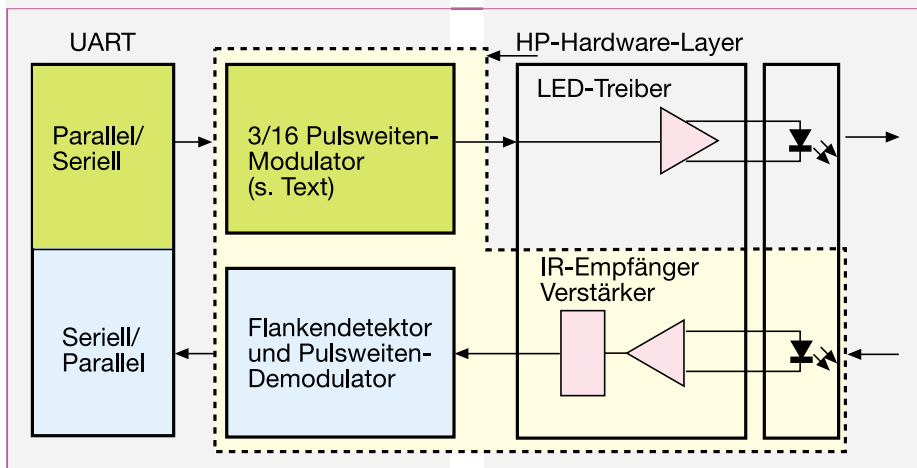 UART
HP-Hardware-Layer
Parallel/
Seriell
3/16 Pulsweiten-
Modulator
(s. Text)
LED-Treiber
Seriell/
Parallel
Flankendetektor
und Pulsweiten-
Demodulator
IR-Empfänger
Verstärker